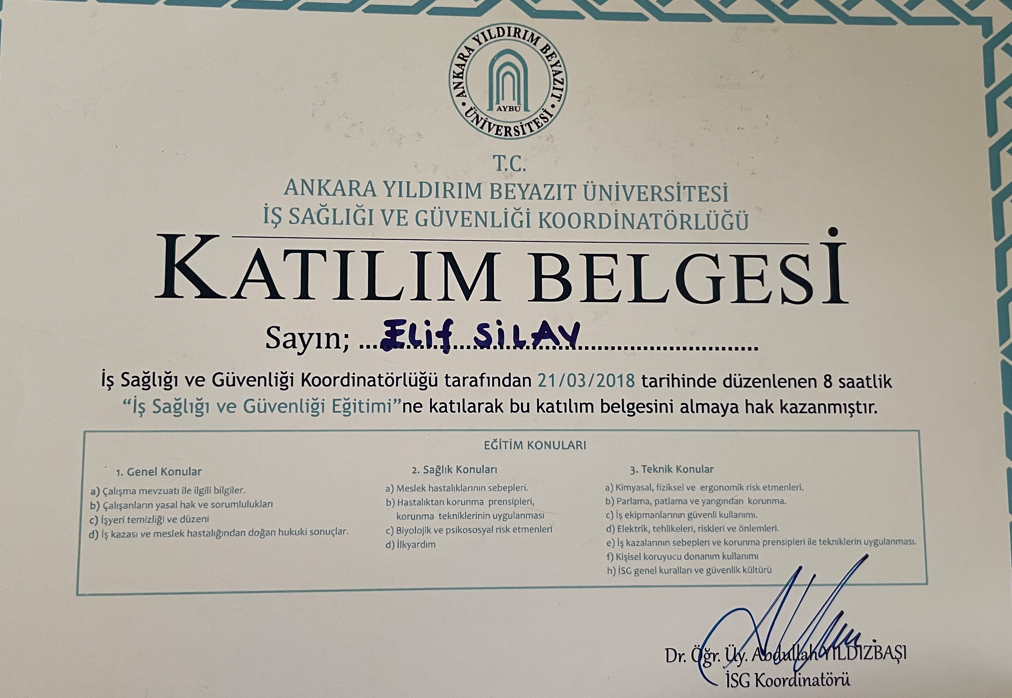 ANKARA YILDIRIM BEYAZIT ÜNİVERSİTESİ
AYBÜ
T.C.
ANKARA YILDIRIM BEYAZIT ÜNİVERSİTESİ
İŞ SAĞLIĞI VE GÜVENLİĞİ KOORDİNATÖRLÜĞÜ
KATILIM BELGESİ
Sayın; ...ELif SİLAY...
İş Sağlığı ve Güvenliği Koordinatörlüğü tarafından 21/03/2018 tarihinde düzenlenen 8 saatlik
“İş Sağlığı ve Güvenliği Eğitimi”ne katılarak bu katılım belgesini almaya hak kazanmıştır.
EĞİTİM KONULARI
1. Genel Konular
a) Çalışma mevzuatı ile ilgili bilgiler.
b) Çalışanların yasal hak ve sorumlulukları
c) İşyeri temizliği ve düzeni
d) İş kazası ve meslek hastalığından doğan hukuki sonuçlar.
2. Sağlık Konuları
a) Meslek hastalıklarının sebepleri.
b) Hastalıktan korunma prensipleri,
korunma tekniklerinin uygulanması
c) Biyolojik ve psikososyal risk etmenleri
d) İlkyardım
3. Teknik Konular
a) Kimyasal, fiziksel ve ergonomik risk etmenleri.
b) Parlama, patlama ve yangından korunma.
c) İş ekipmanlarının güvenli kullanımı.
d) Elektrik, tehlikeleri, riskleri ve önlemleri.
e) İş kazalarının sebepleri ve korunma prensipleri ile tekniklerin uygulanması.
f) Kişisel koruyucu donanım kullanımı
h) İSG genel kuralları ve güvenlik kültürü
Dr. Öğr. Üy. Abdullah YILDIZBAŞI
İSG Koordinatörü